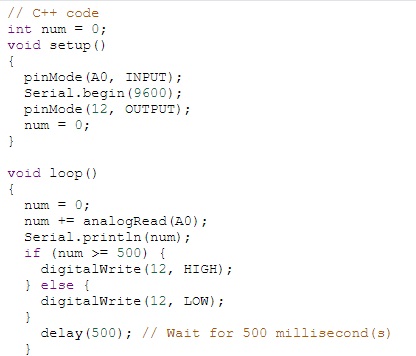 // C++ code
int num = 0;
void setup()
{
  pinMode(A0, INPUT);
  Serial.begin(9600);
  pinMode(12, OUTPUT);
  num = 0;
}

void loop()
{
  num = 0;
  num += analogRead(A0);
  Serial.println(num);
  if (num >= 500) {
    digitalWrite(12, HIGH);
  } else {
    digitalWrite(12, LOW);
  }
    delay(500); // Wait for 500 millisecond(s)
  }